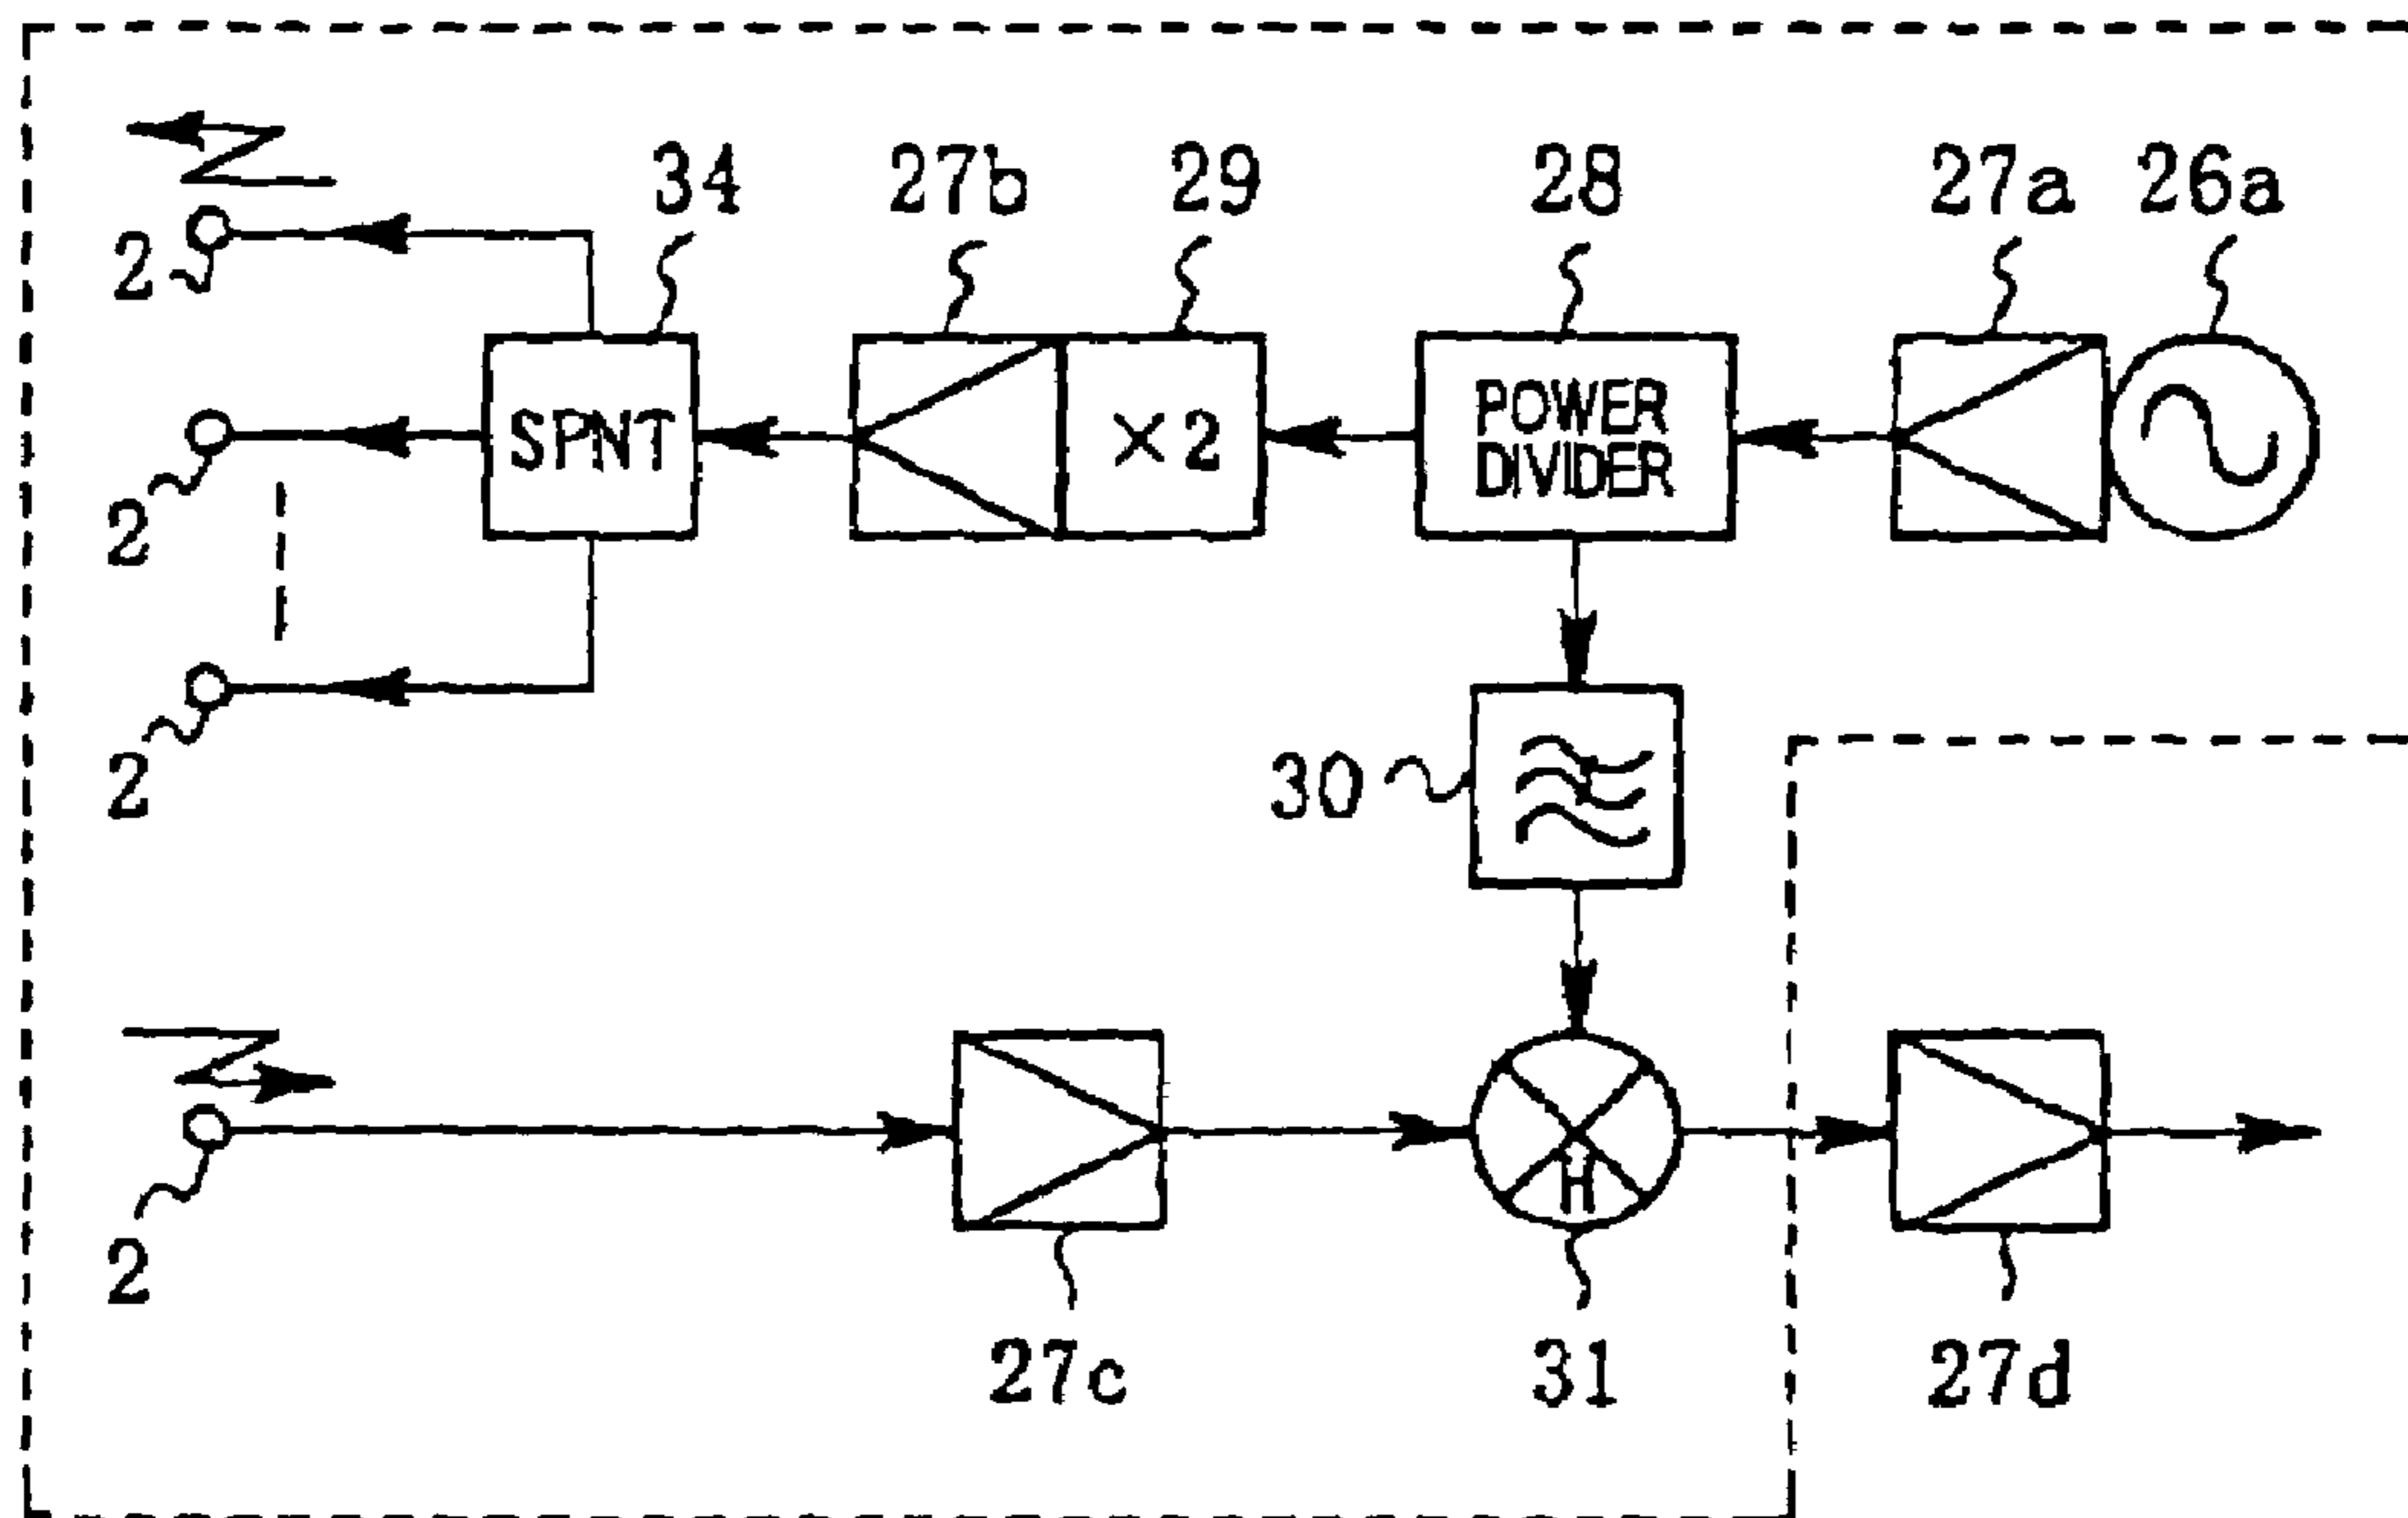 34 27b 29 28 27a 26a
2
SPNT ×2 POWER
DIVIDER
2
2
30
H
2
27c 31 27d